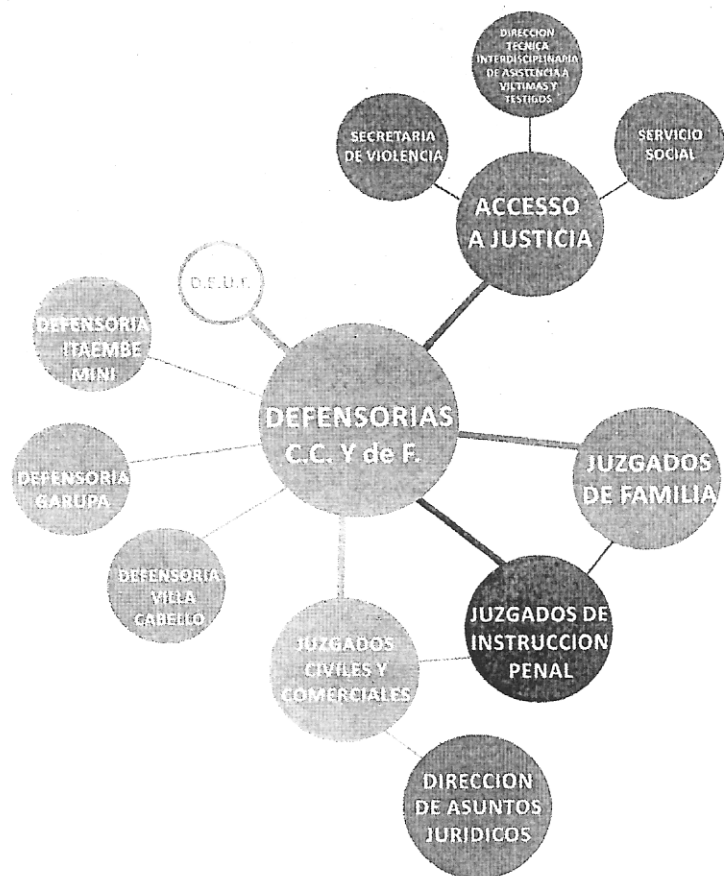 DIRECCION
TECNICA
INTERDISCIPLINARIA
DE ASISTENCIA A
VICTIMAS Y
TESTIGOS
SECRETARIA
DE VIOLENCIA
SERVICIO
SOCIAL
ACCESSO
A JUSTICIA
DEFENSORIA
ITAEMBE
MINI
DEFENSORIAS
C.C. Y de F.
DEFENSORIA
GARUPA
JUZGADOS
DE FAMILIA
DEFENSORIA
VILLA
CABELLO
JUZGADOS DE
INSTRUCCION
PENAL
JUZGADOS
CIVILES Y
COMERCIALES
DIRECCION
DE ASUNTOS
JURIDICOS